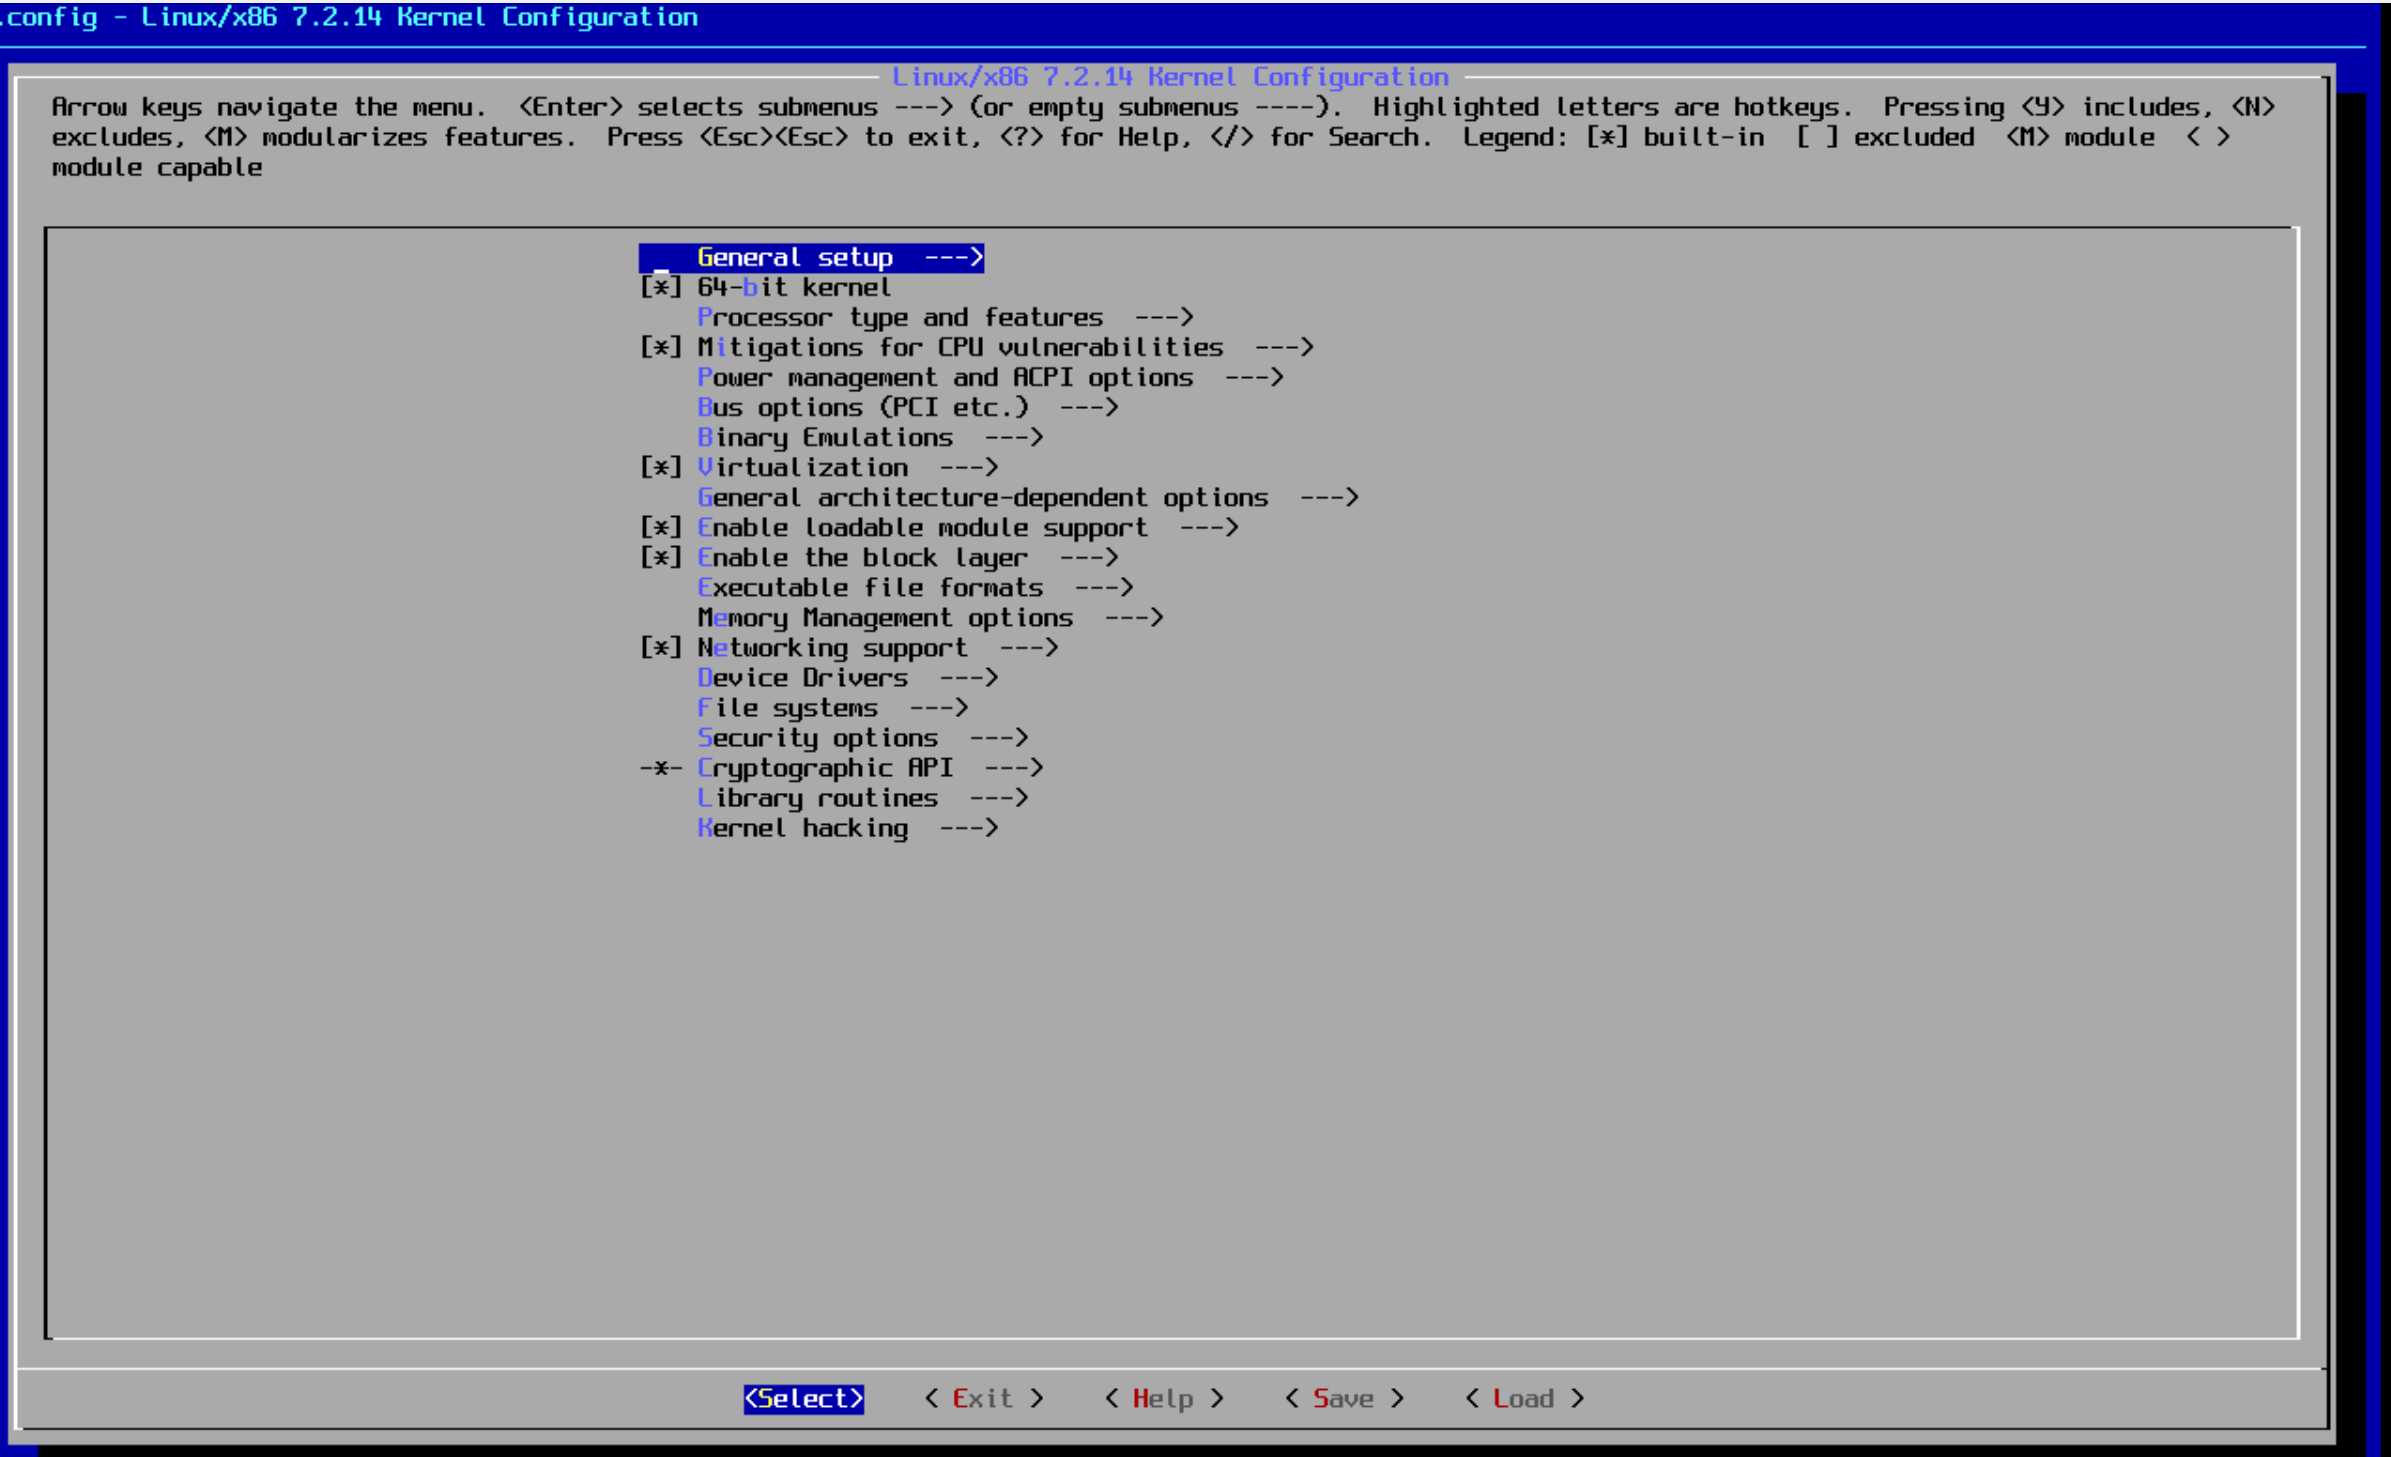 .config - Linux/x86 7.2.14 Kernel Configuration
Linux/x86 7.2.14 Kernel Configuration
Arrow keys navigate the menu.  <Enter> selects submenus ---> (or empty submenus ----).  Highlighted letters are hotkeys.  Pressing <Y> includes, <N>
excludes, <M> modularizes features.  Press <Esc><Esc> to exit, <?> for Help, </> for Search.  Legend: [*] built-in  [ ] excluded  <M> module  < >
module capable
General setup  --->
[*] 64-bit kernel
Processor type and features  --->
[*] Mitigations for CPU vulnerabilities  --->
Power management and ACPI options  --->
Bus options (PCI etc.)  --->
Binary Emulations  --->
[*] Virtualization  --->
General architecture-dependent options  --->
[*] Enable loadable module support  --->
[*] Enable the block layer  --->
Executable file formats  --->
Memory Management options  --->
[*] Networking support  --->
Device Drivers  --->
File systems  --->
Security options  --->
-*- Cryptographic API  --->
Library routines  --->
Kernel hacking  --->
<Select>    < Exit >    < Help >    < Save >    < Load >